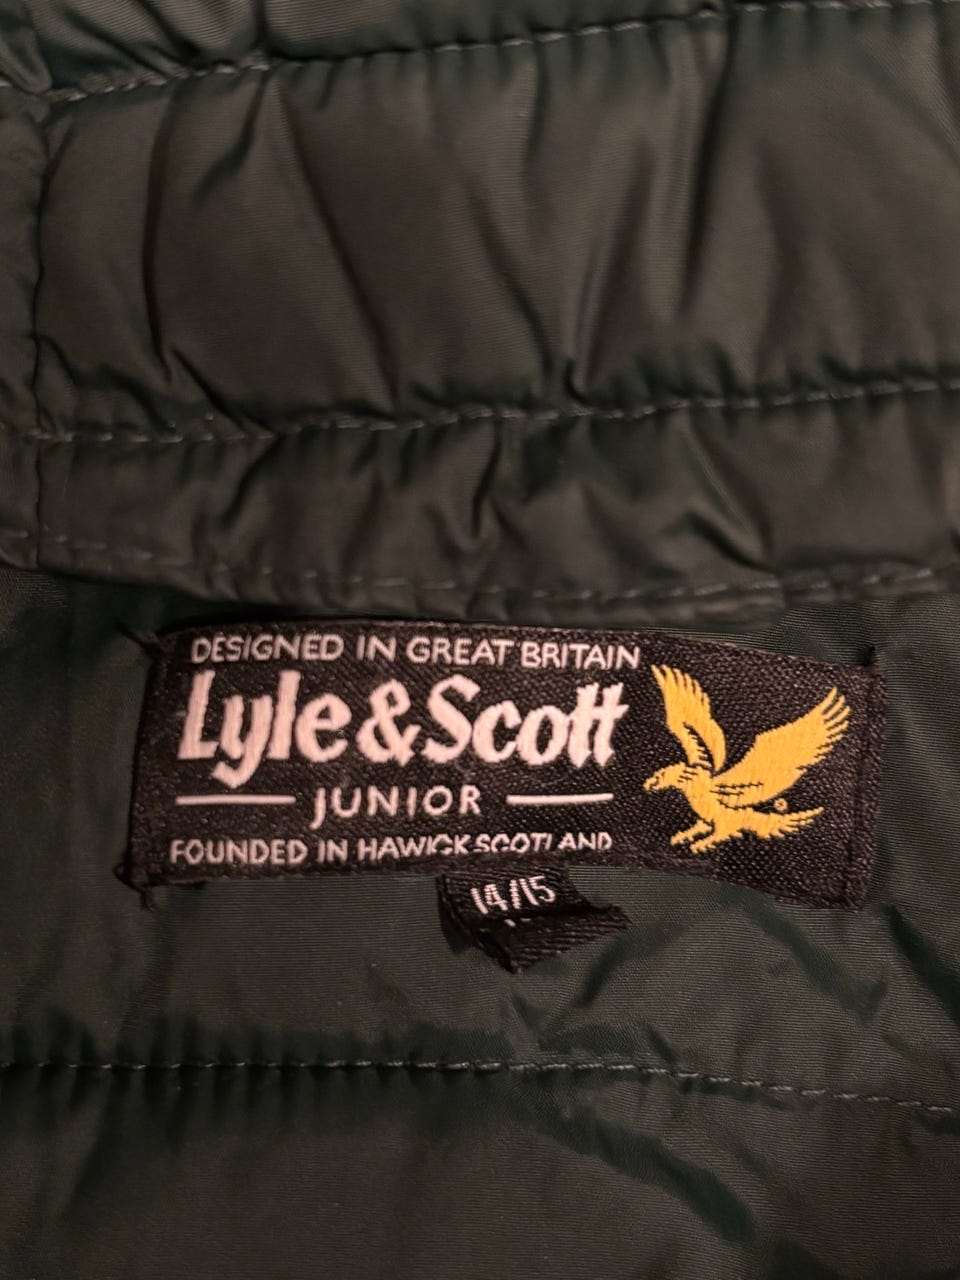 DESIGNED IN GREAT BRITAIN
Lyle & Scott
JUNIOR
FOUNDED IN HAWICK SCOTLAND
14/15